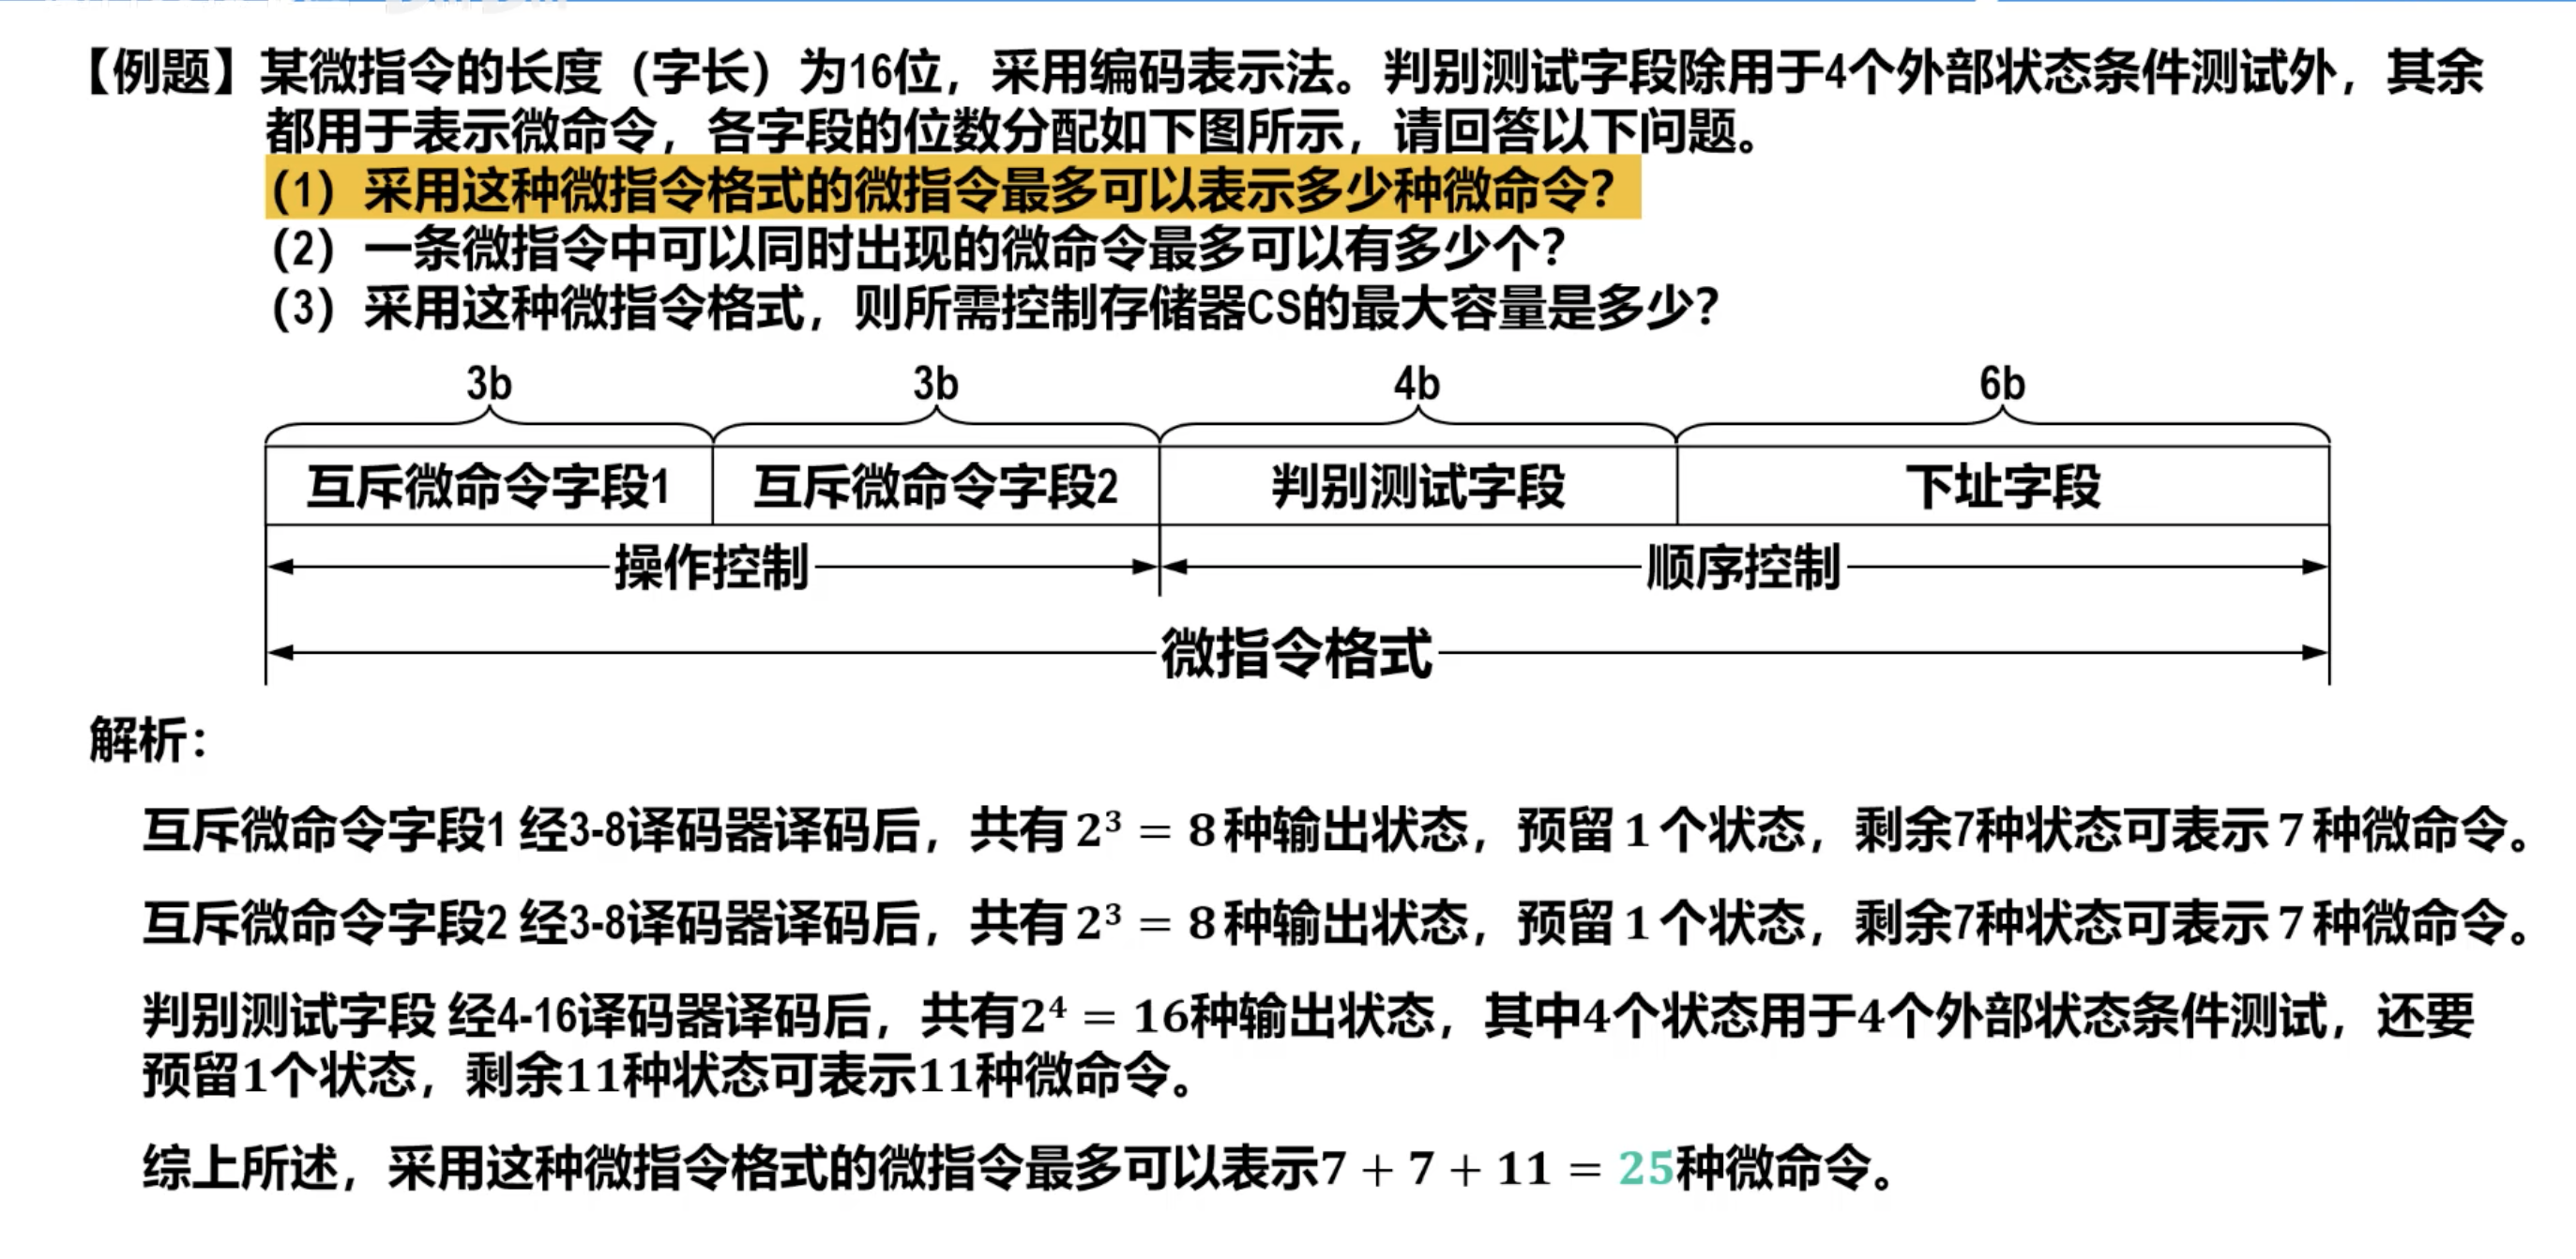 【例题】某微指令的长度（字长）为16位，采用编码表示法。判别测试字段除用于4个外部状态条件测试外，其余
都用于表示微命令，各字段的位数分配如下图所示，请回答以下问题。
（1）采用这种微指令格式的微指令最多可以表示多少种微命令？
（2）一条微指令中可以同时出现的微命令最多可以有多少个？
（3）采用这种微指令格式，则所需控制存储器CS的最大容量是多少？
3b 3b 4b 6b
互斥微命令字段1 互斥微命令字段2 判别测试字段 下址字段
操作控制 顺序控制
微指令格式
解析：
互斥微命令字段1 经3-8译码器译码后，共有2³ = 8种输出状态，预留1个状态，剩余7种状态可表示7种微命令。
互斥微命令字段2 经3-8译码器译码后，共有2³ = 8种输出状态，预留1个状态，剩余7种状态可表示7种微命令。
判别测试字段 经4-16译码器译码后，共有2⁴ = 16种输出状态，其中4个状态用于4个外部状态条件测试，还要
预留1个状态，剩余11种状态可表示11种微命令。
综上所述，采用这种微指令格式的微指令最多可以表示7 + 7 + 11 = 25种微命令。